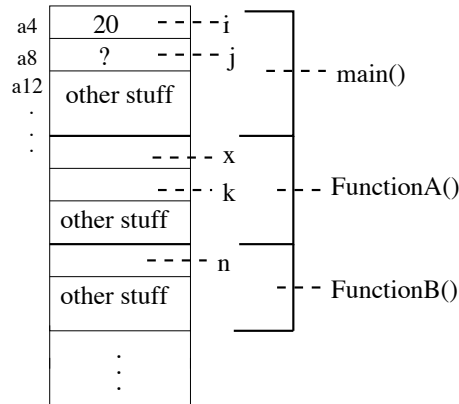 a4 20 i
a8 ? j
a12 other stuff
main()
x
k
FunctionA()
other stuff
n
other stuff
FunctionB()